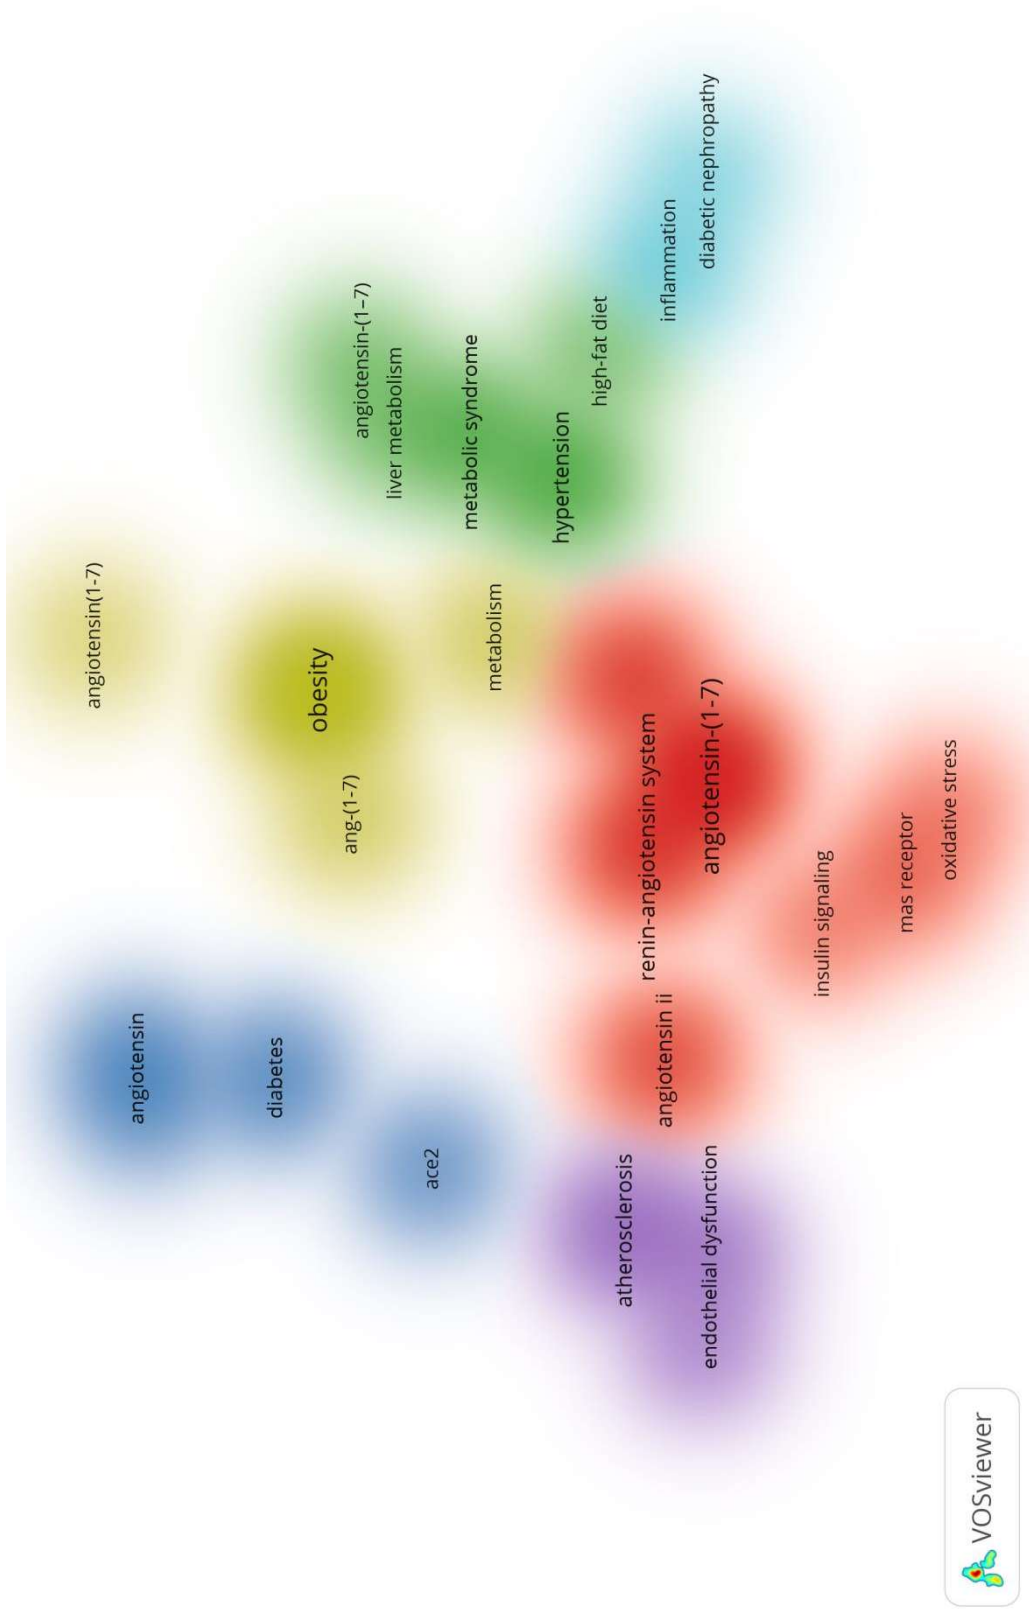 angiotensin(1-7)
angiotensin
diabetes
obesity
ang-(1-7)
angiotensin-(1–7)
liver metabolism
ace2
metabolic syndrome
metabolism
hypertension
high-fat diet
atherosclerosis
renin-angiotensin system
angiotensin ii
inflammation
endothelial dysfunction
angiotensin-(1-7)
diabetic nephropathy
insulin signaling
mas receptor
oxidative stress
VOSviewer